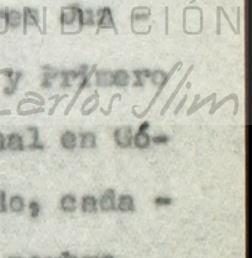 NDACIÓN
y Primero
Carlos Slim
nal en Gó-
do, cada -